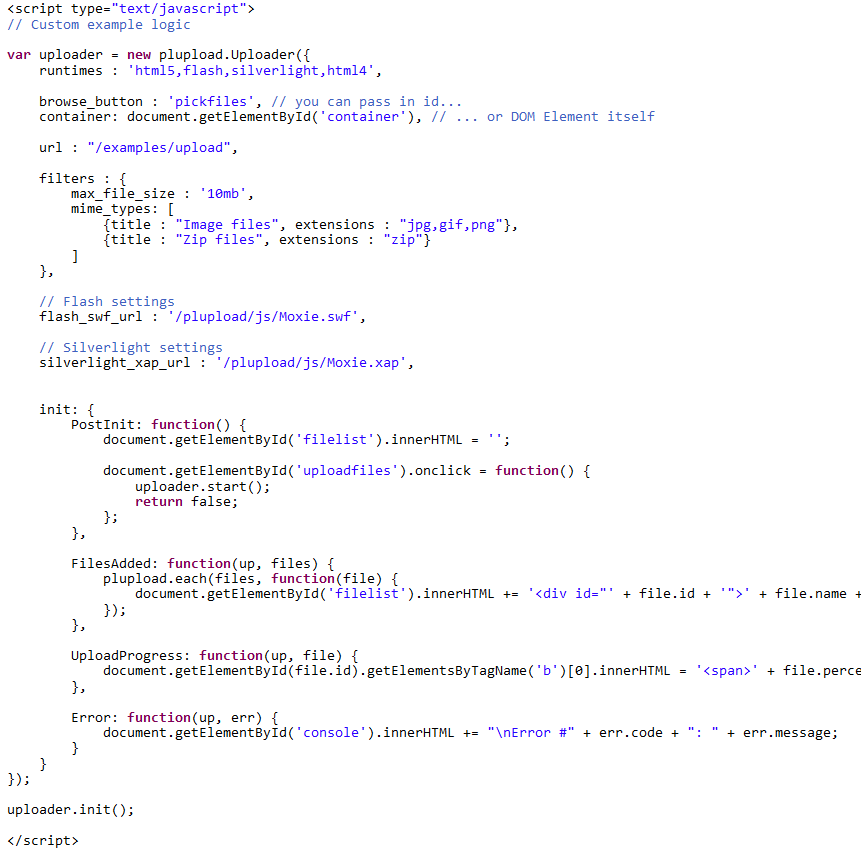 <script type="text/javascript">
// Custom example logic
var uploader = new plupload.Uploader({
    runtimes : 'html5,flash,silverlight,html4',
    browse_button : 'pickfiles', // you can pass in id...
    container: document.getElementById('container'), // ... or DOM Element itself
    url : "/examples/upload",
    filters : {
        max_file_size : '10mb',
        mime_types: [
            {title : "Image files", extensions : "jpg,gif,png"},
            {title : "Zip files", extensions : "zip"}
        ]
    },
    // Flash settings
    flash_swf_url : '/plupload/js/Moxie.swf',
    // Silverlight settings
    silverlight_xap_url : '/plupload/js/Moxie.xap',
    init: {
        PostInit: function() {
            document.getElementById('filelist').innerHTML = '';
            document.getElementById('uploadfiles').onclick = function() {
                uploader.start();
                return false;
            };
        },
        FilesAdded: function(up, files) {
            plupload.each(files, function(file) {
                document.getElementById('filelist').innerHTML += '<div id="' + file.id + '">' + file.name +
            });
        },
        UploadProgress: function(up, file) {
            document.getElementById(file.id).getElementsByTagName('b')[0].innerHTML = '<span>' + file.perce
        },
        Error: function(up, err) {
            document.getElementById('console').innerHTML += "\nError #" + err.code + ": " + err.message;
        }
    }
});
uploader.init();
</script>